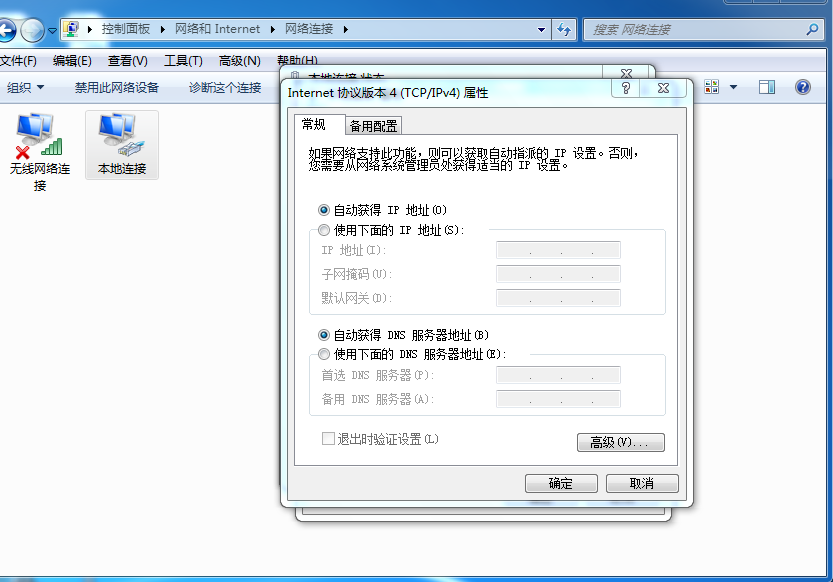 控制面板 网络和 Internet 网络连接
搜索 网络连接
文件(F) 编辑(E) 查看(V) 工具(T) 高级(N) 帮助(H)
组织 禁用此网络设备 诊断这个连接
无线网络连
接
本地连接
本地连接 状态
Internet 协议版本 4 (TCP/IPv4) 属性
常规 备用配置
如果网络支持此功能，则可以获取自动指派的 IP 设置。否则，
您需要从网络系统管理员处获得适当的 IP 设置。
自动获得 IP 地址(O)
使用下面的 IP 地址(S):
IP 地址(I):
子网掩码(U):
默认网关(D):
自动获得 DNS 服务器地址(B)
使用下面的 DNS 服务器地址(E):
首选 DNS 服务器(P):
备用 DNS 服务器(A):
退出时验证设置(L)
高级(V)...
确定 取消